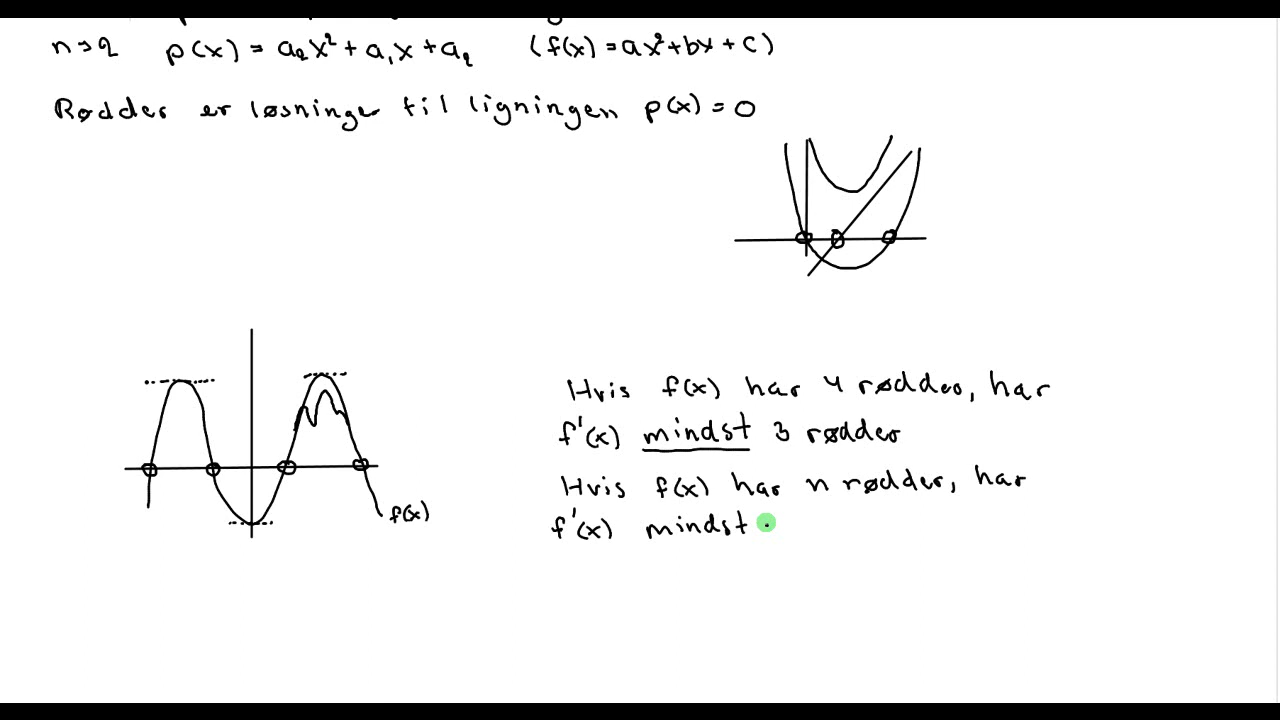 n→2 p(x) = a₂x² + a₁x + a₂ (f(x) = ax² + bx + c)
Rødder er løsninger til ligningen p(x) = 0
Hvis f(x) har 4 rødder, har
f'(x) mindst 3 rødder
Hvis f(x) har n rødder, har
f'(x) mindst
f(x)